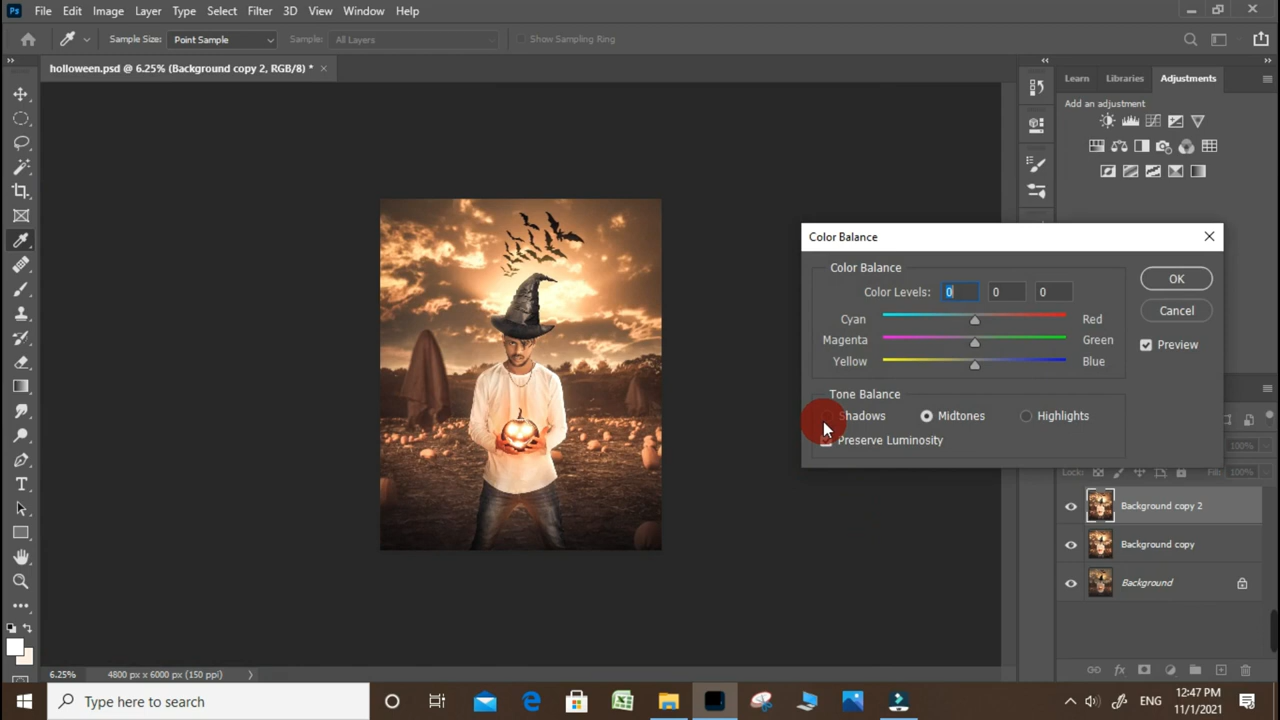 Ps File Edit Image Layer Type Select Filter 3D View Window Help
Sample Size: Point Sample Sample: All Layers Show Sampling Ring
holloween.psd @ 6.25% (Background copy 2, RGB/8) *
Learn Libraries Adjustments
Add an adjustment
Color Balance
Color Balance
Color Levels: 0 0 0
Cyan Red
Magenta Green
Yellow Blue
Tone Balance
Shadows Midtones Highlights
Preserve Luminosity
OK
Cancel
Preview
100%
Lock: Fill: 100%
Background copy 2
Background copy
Background
fx
T
6.25% 4800 px x 6000 px (150 ppi)
Type here to search
ENG
12:47 PM
11/1/2021